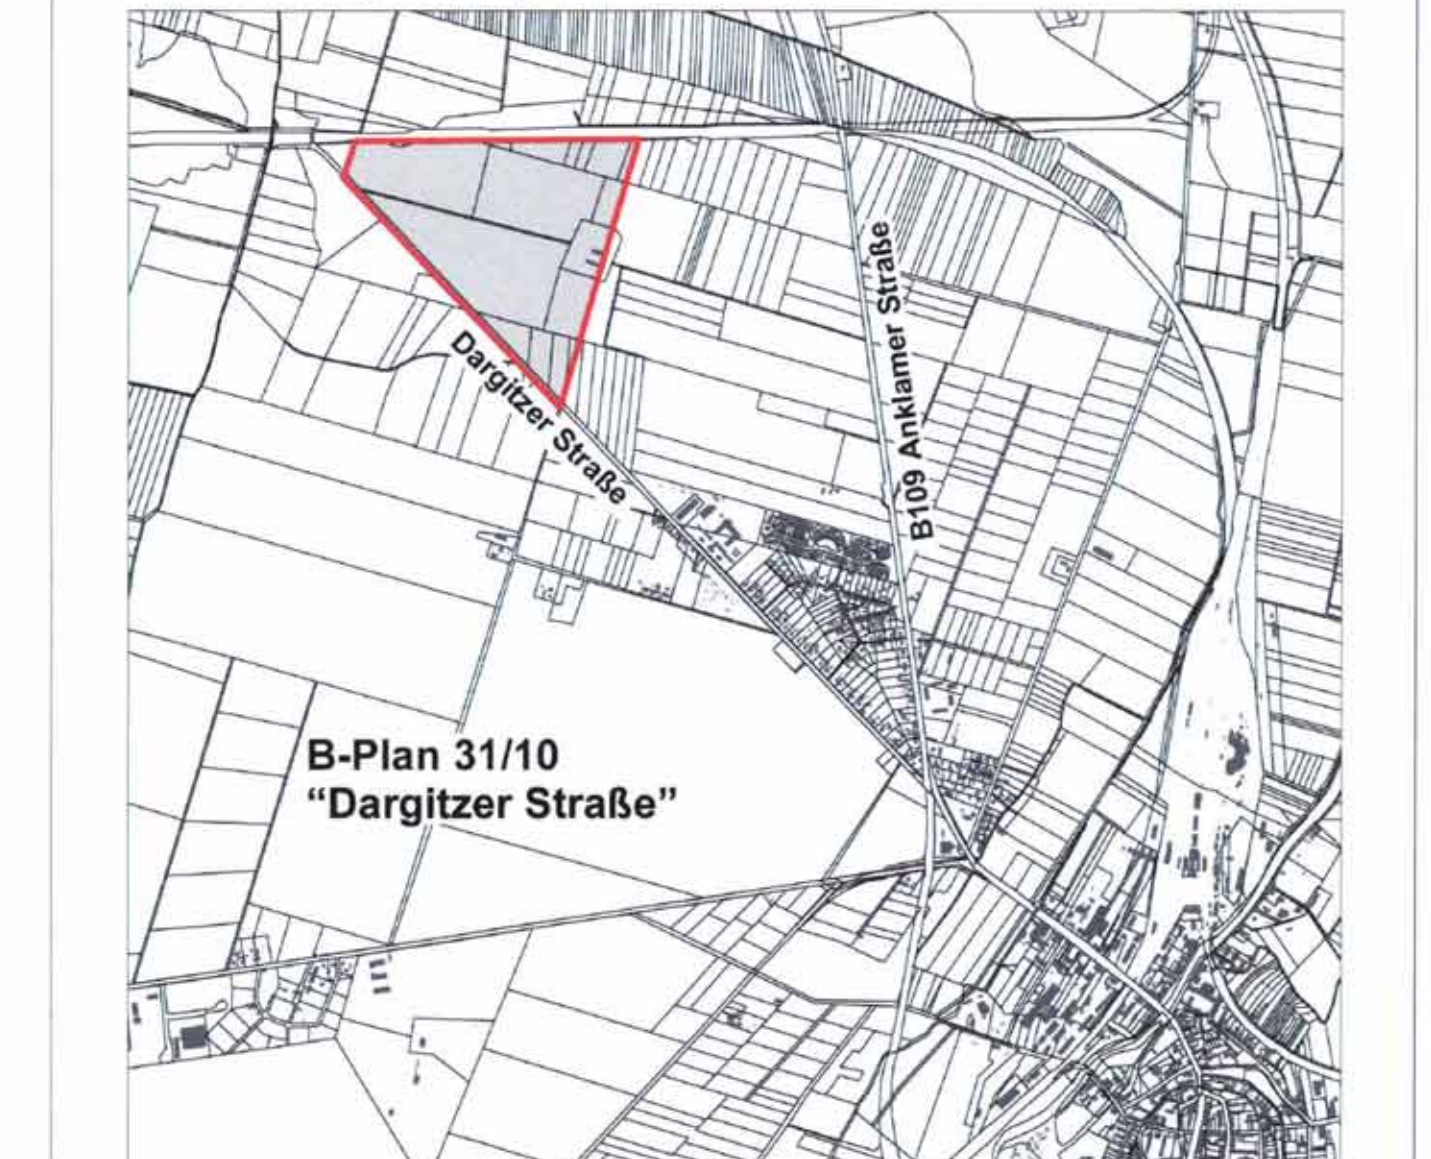 B109 Anklamer Straße
Dargitzer Straße
B-Plan 31/10
“Dargitzer Straße”